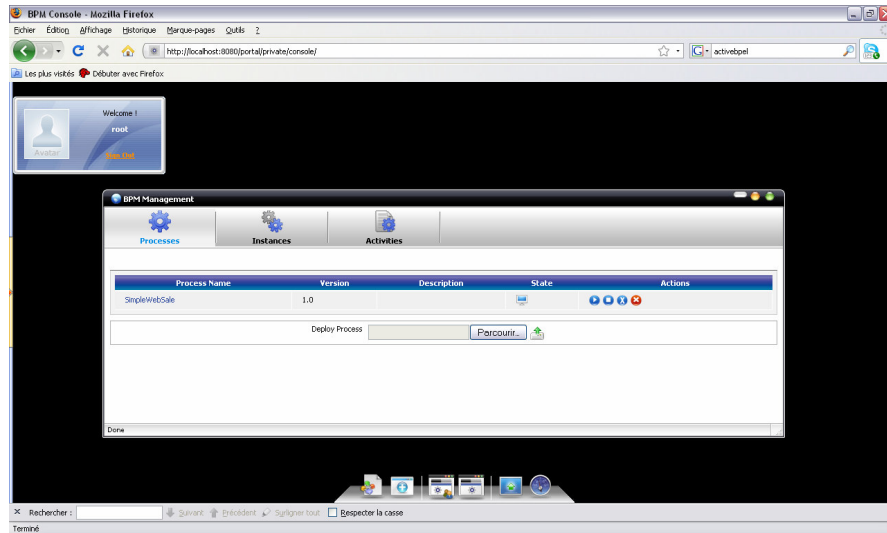 BPM Console - Mozilla Firefox
Fichier Édition Affichage Historique Marque-pages Outils ?
http://localhost:8080/portal/private/console/
activebpel
Les plus visités Débuter avec Firefox
Welcome !
root
Avatar
Sign Out
BPM Management
Processes Instances Activities
Process Name Version Description State Actions
SimpleWebSale 1.0
Deploy Process Parcourir...
Done
× Rechercher : Suivant Précédent Surligner tout Respecter la casse
Terminé